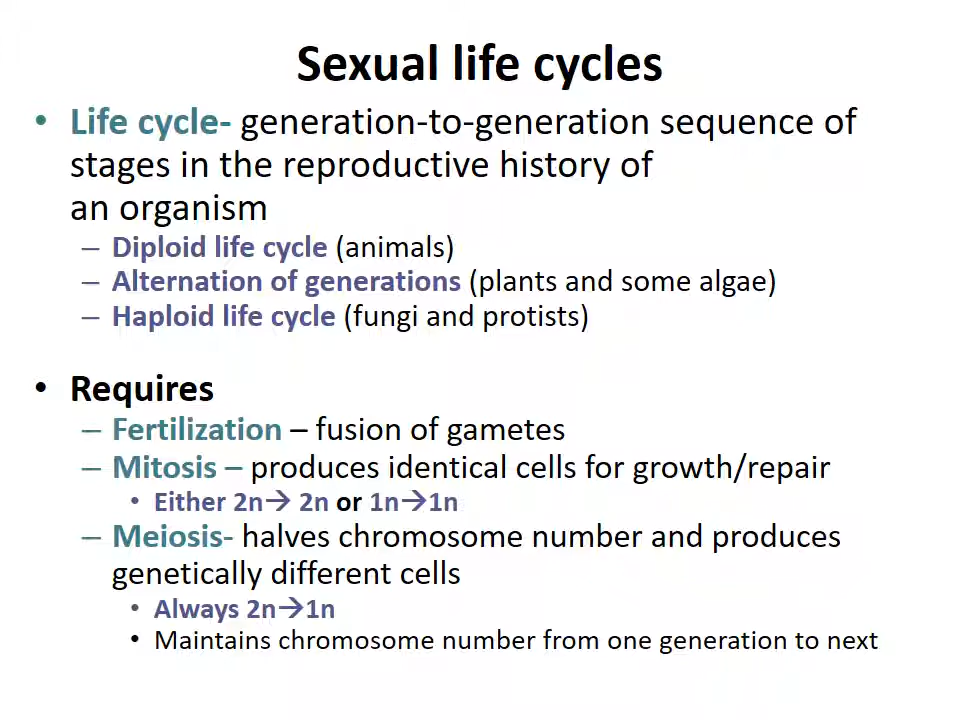 Sexual life cycles
• Life cycle- generation-to-generation sequence of
stages in the reproductive history of
an organism
– Diploid life cycle (animals)
– Alternation of generations (plants and some algae)
– Haploid life cycle (fungi and protists)
• Requires
– Fertilization – fusion of gametes
– Mitosis – produces identical cells for growth/repair
• Either 2n→ 2n or 1n→1n
– Meiosis- halves chromosome number and produces
genetically different cells
• Always 2n→1n
• Maintains chromosome number from one generation to next